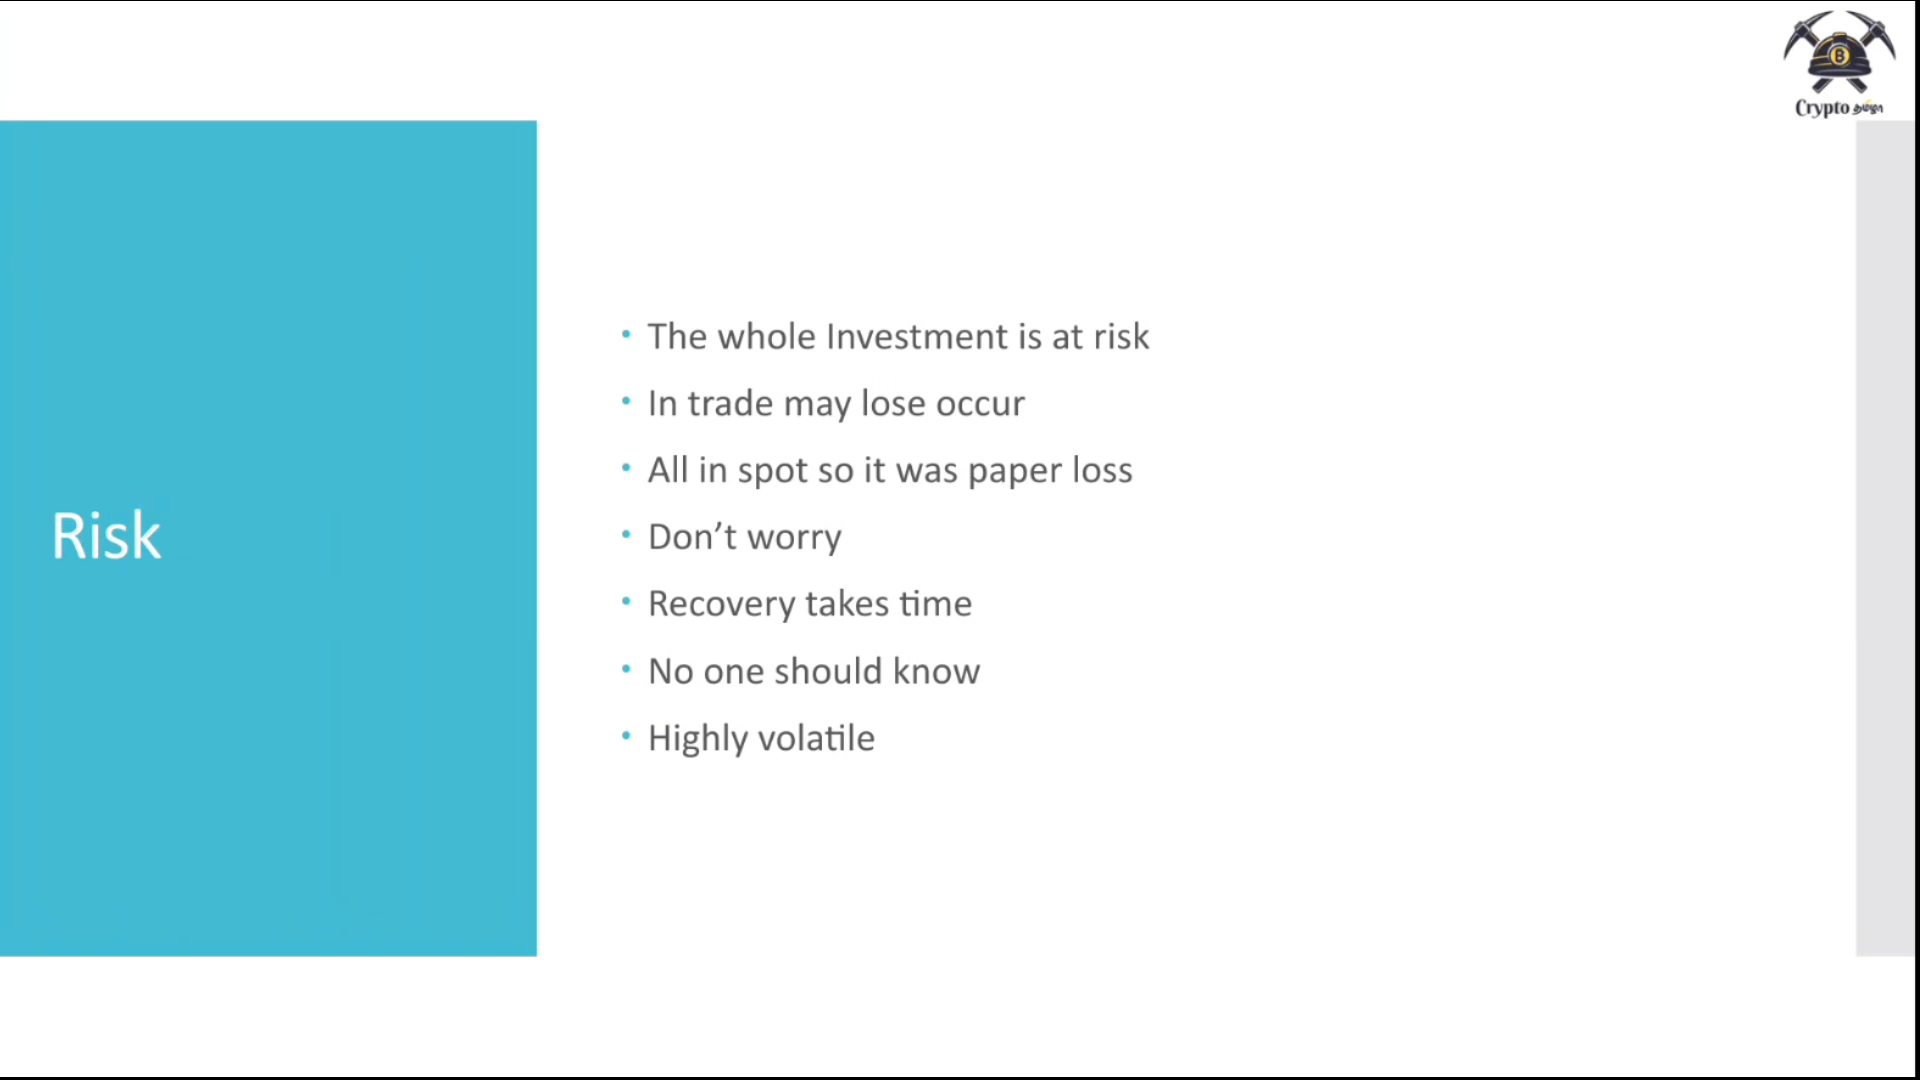 Crypto தமிழா
Risk
The whole Investment is at risk
In trade may lose occur
All in spot so it was paper loss
Don’t worry
Recovery takes time
No one should know
Highly volatile